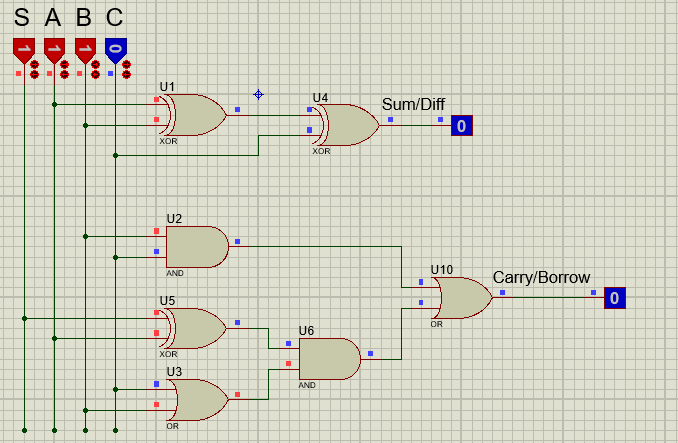 S A B C
1 1 1 0
U1
XOR
U4
XOR
Sum/Diff
0
U2
AND
U10
OR
Carry/Borrow
0
U5
XOR
U6
AND
U3
OR